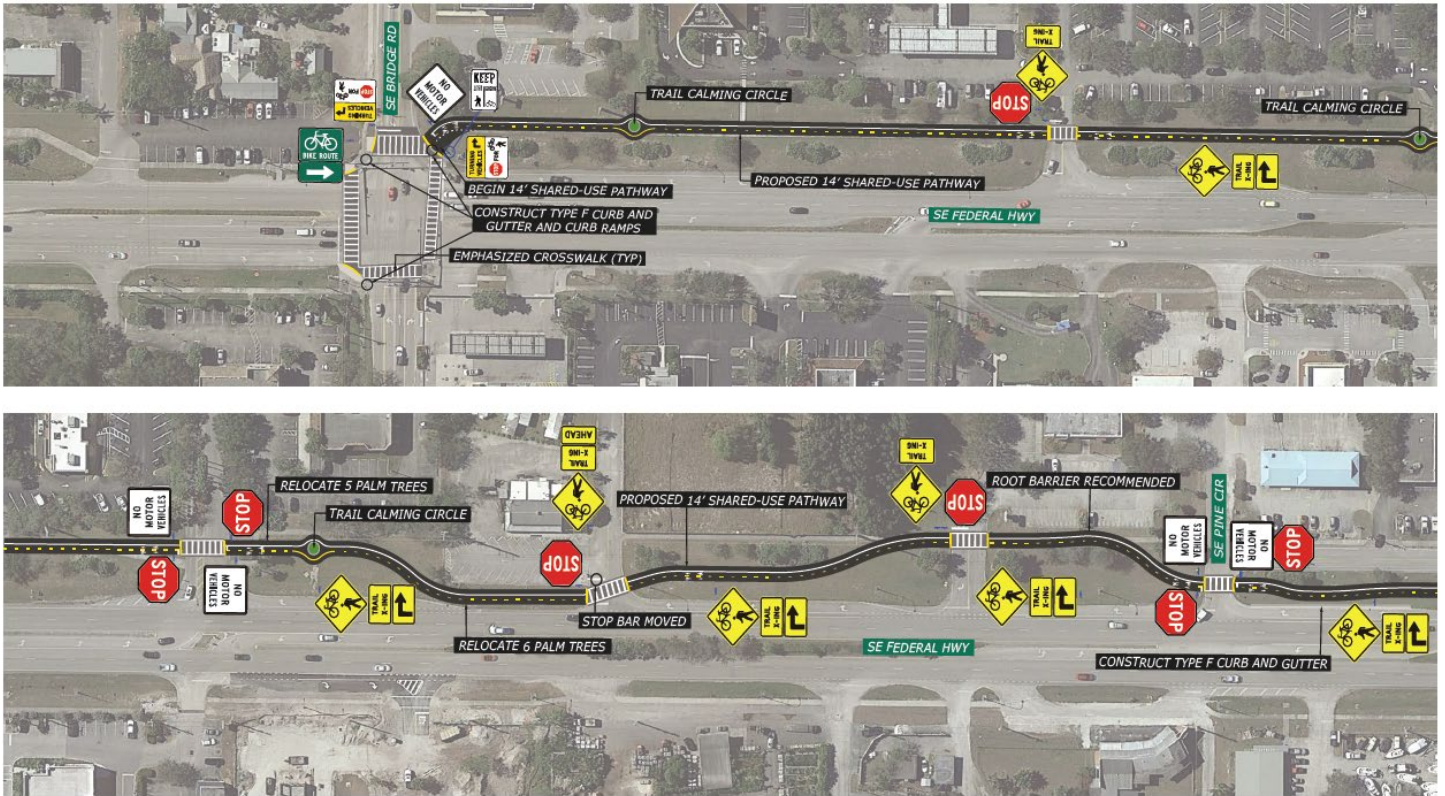 SE BRIDGE RD
STOP
FOR
TURNING
VEHICLES
NO
MOTOR
VEHICLES
KEEP
TRAIL CALMING CIRCLE
TRAIL
X-ING
STOP
TRAIL CALMING CIRCLE
BIKE ROUTE
TURNING
VEHICLES
STOP
FOR
BEGIN 14' SHARED-USE PATHWAY
PROPOSED 14' SHARED-USE PATHWAY
TRAIL
X-ING
CONSTRUCT TYPE F CURB AND
GUTTER AND CURB RAMPS
SE FEDERAL HWY
EMPHASIZED CROSSWALK (TYP)
RELOCATE 5 PALM TREES
NO
MOTOR
VEHICLES
STOP
TRAIL CALMING CIRCLE
STOP
NO
MOTOR
VEHICLES
TRAIL
X-ING
RELOCATE 6 PALM TREES
TRAIL
X-ING
AHEAD
STOP
STOP BAR MOVED
PROPOSED 14' SHARED-USE PATHWAY
TRAIL
X-ING
SE FEDERAL HWY
TRAIL
X-ING
STOP
ROOT BARRIER RECOMMENDED
TRAIL
X-ING
NO
MOTOR
VEHICLES
SE PINE CIR
NO
MOTOR
VEHICLES
STOP
STOP
CONSTRUCT TYPE F CURB AND GUTTER
TRAIL
X-ING